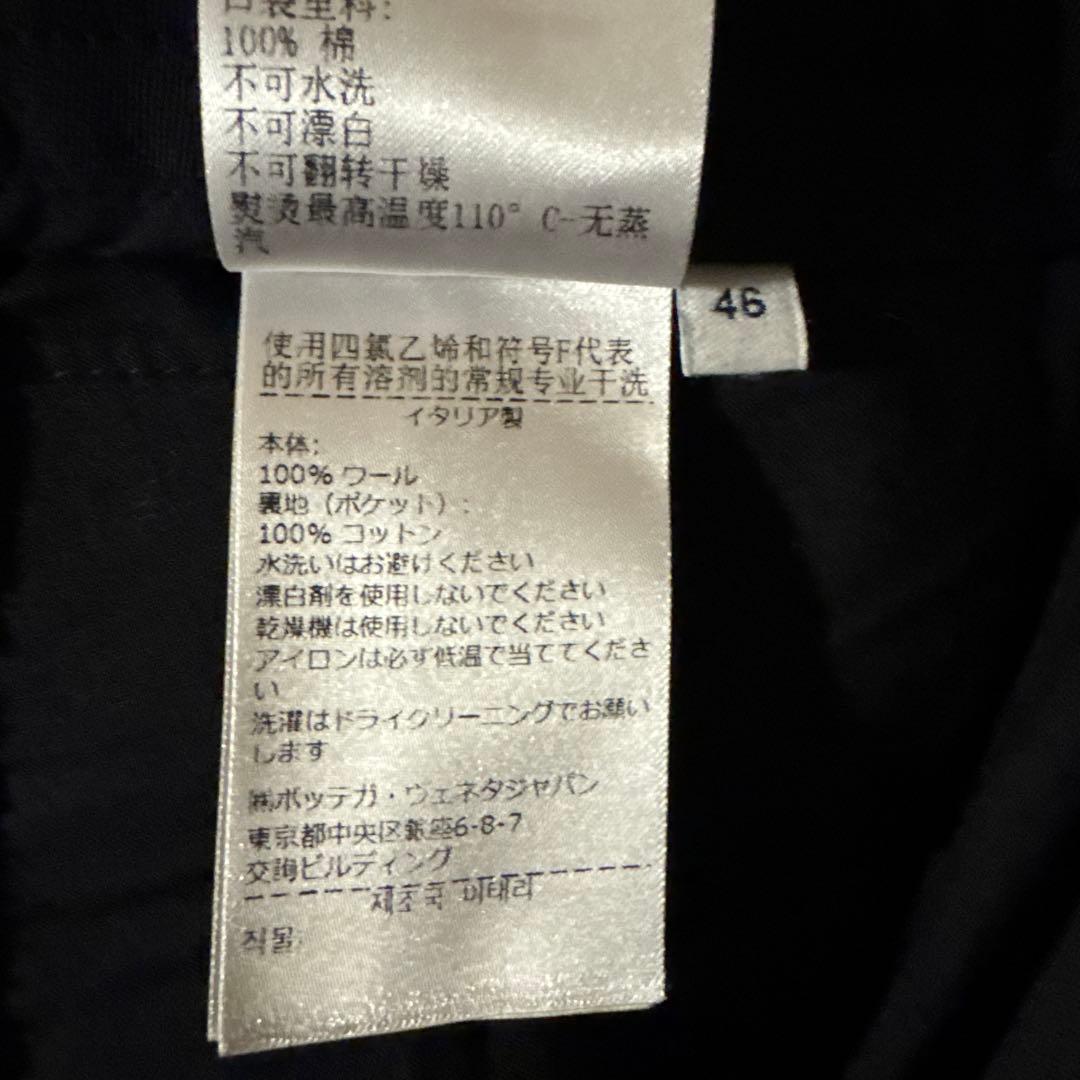 口袋里料:
100% 棉
不可水洗
不可漂白
不可翻转干燥
熨烫最高温度110° C-无蒸
汽
46
使用四氯乙烯和符号F代表
的所有溶剂的常规专业干洗
イタリア製
本体:
100% ウール
裏地 (ポケット) :
100% コットン
水洗いはお避けください
漂白剤を使用しないでください
乾燥機は使用しないでください
アイロンは必ず低温で当ててくださ
い
洗濯はドライクリーニングでお願い
します
㈱ボッテガ・ヴェネタジャパン
東京都中央区銀座6-8-7
交詢ビルディング
제조국 이태리
직물: